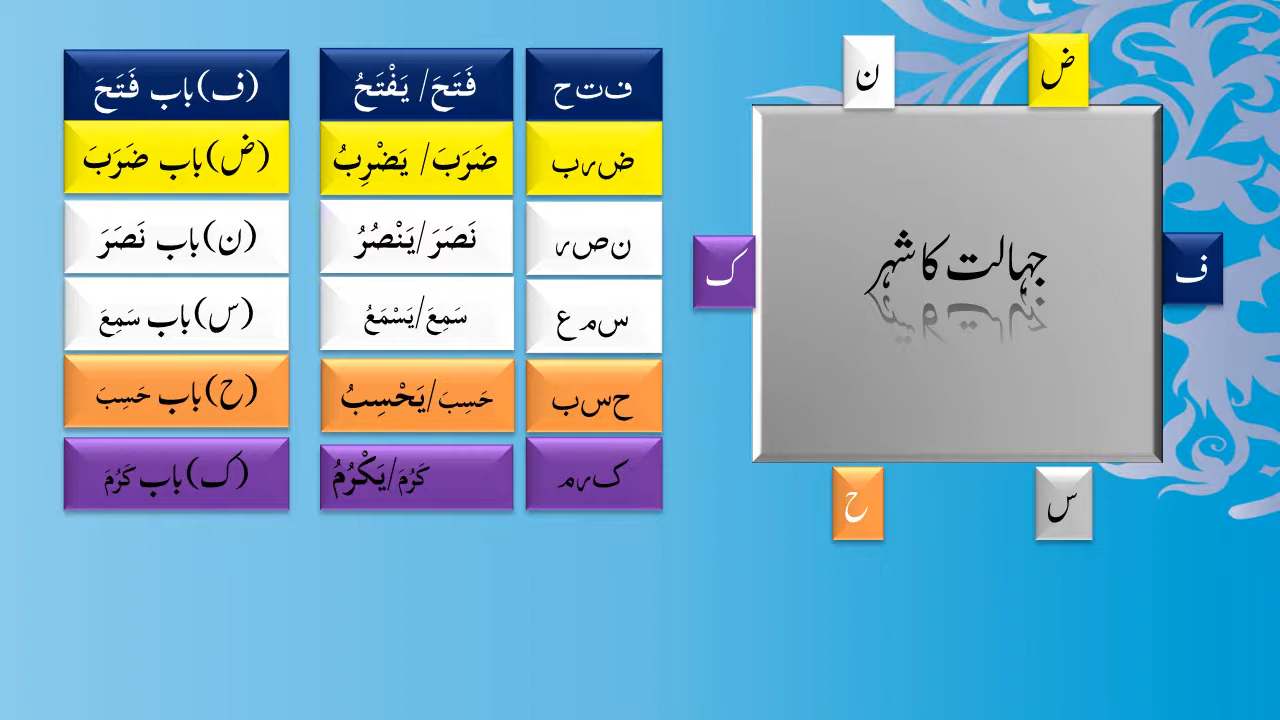 ض
ن
ف
جہالت کا شہر
ک
س
ح
ف ت ح
فَتَحَ / يَفْتَحُ
(ف) باب فَتَحَ
ض ر ب
ضَرَبَ / يَضْرِبُ
(ض) باب ضَرَبَ
ن ص ر
نَصَرَ / يَنْصُرُ
(ن) باب نَصَرَ
س م ع
سَمِعَ / يَسْمَعُ
(س) باب سَمِعَ
ح س ب
حَسِبَ / يَحْسِبُ
(ح) باب حَسِبَ
ک ر م
كَرُمَ / يَكْرُمُ
(ک) باب كَرُمَ